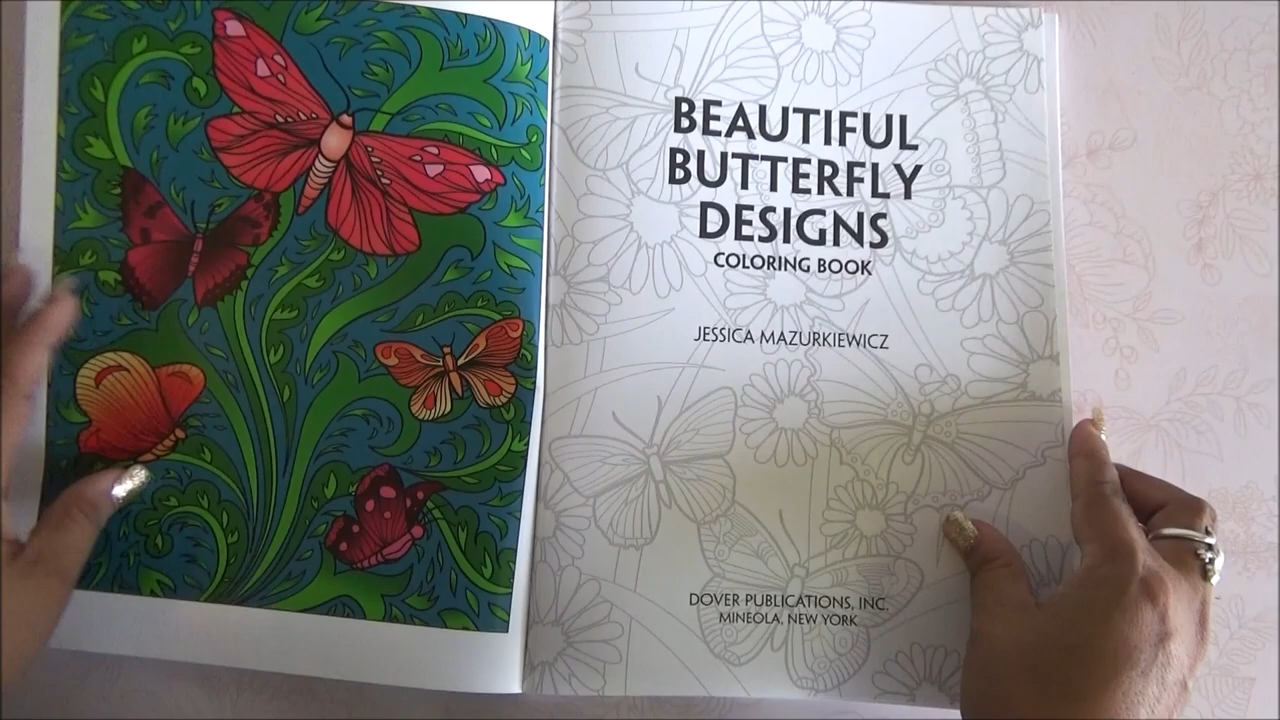 BEAUTIFUL
BUTTERFLY
DESIGNS
COLORING BOOK
JESSICA MAZURKIEWICZ
DOVER PUBLICATIONS, INC.
MINEOLA, NEW YORK